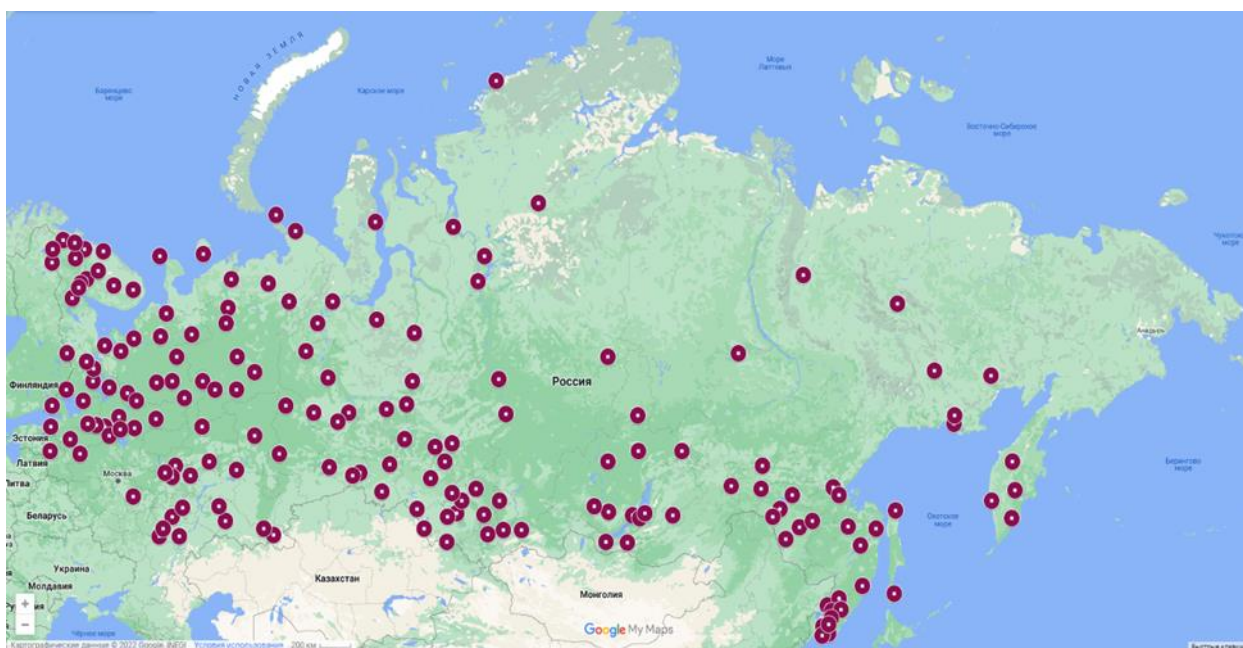 НОВАЯ ЗЕМЛЯ
Баренцево
море
Карское море
Море
Лаптевых
Восточно-Сибирское
море
Чукотское
море
Анадырь
Россия
Финляндия
Эстония
Латвия
Литва
Москва
Беларусь
Украина
Молдавия
Казахстан
Монголия
Охотское
море
Берингово
море
Чёрное море
Google My Maps
Картографические данные © 2022 Google, INEGI
Условия использования
200 км